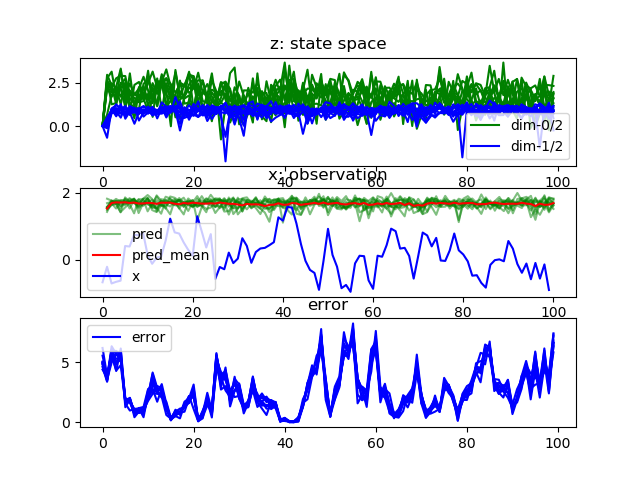 z: state space
2.5
0.0
dim-0/2
dim-1/2
0 20 40 60 80 100
x: observation
2
0
pred
pred_mean
x
0 20 40 60 80 100
error
error
5
0
0 20 40 60 80 100